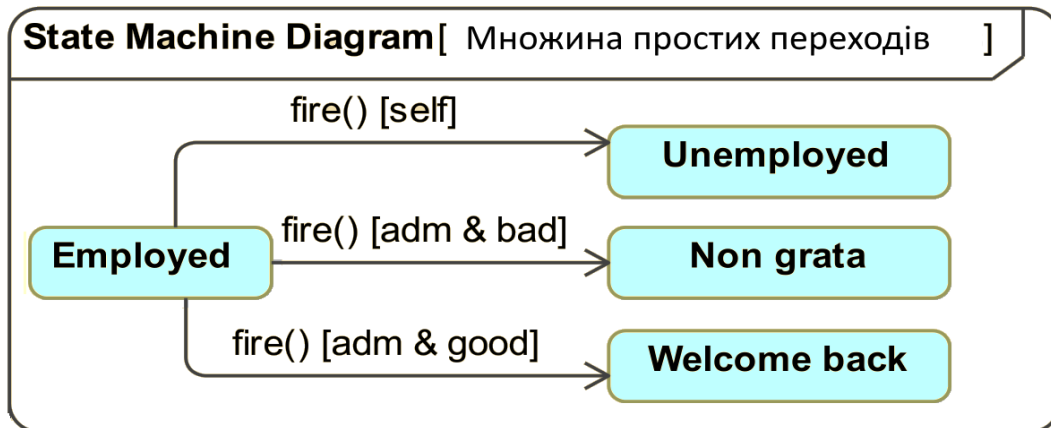 State Machine Diagram[ Множина простих переходів ]
fire() [self]
Unemployed
fire() [adm & bad]
Employed
Non grata
fire() [adm & good]
Welcome back